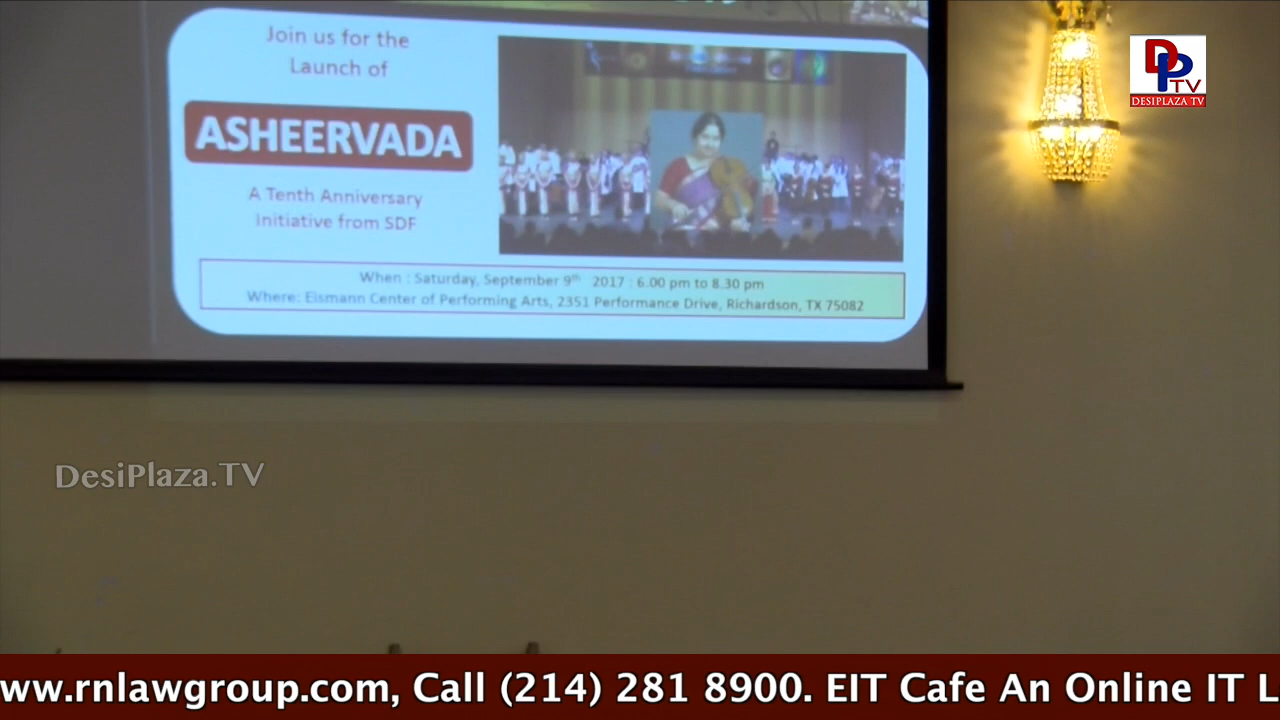 Join us for the
Launch of
ASHEERVADA
A Tenth Anniversary
Initiative from SDF
When : Saturday, September 9th 2017 : 6.00 pm to 8.30 pm
Where: Eismann Center of Performing Arts, 2351 Performance Drive, Richardson, TX 75082
DPTV
DESIPLAZA TV
DesiPlaza.TV
ww.rnlawgroup.com, Call (214) 281 8900. EIT Cafe An Online IT L